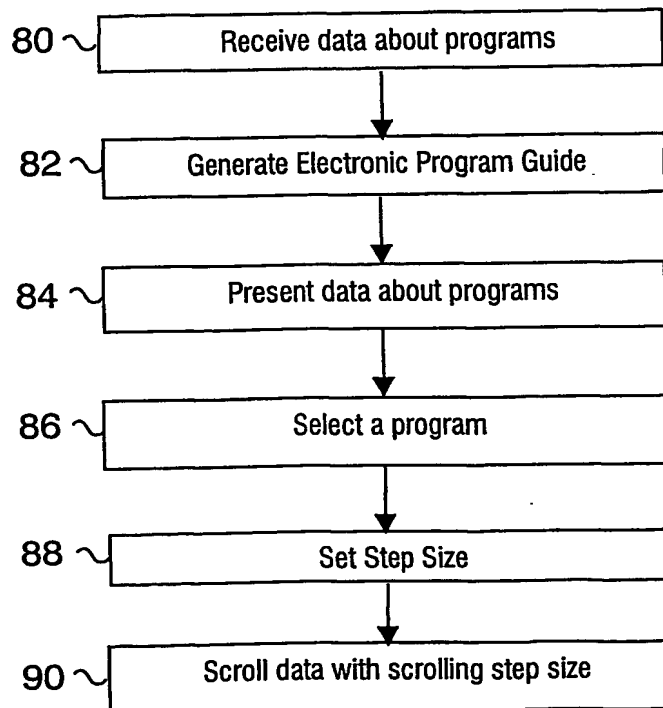 80 Receive data about programs
82 Generate Electronic Program Guide
84 Present data about programs
86 Select a program
88 Set Step Size
90 Scroll data with scrolling step size